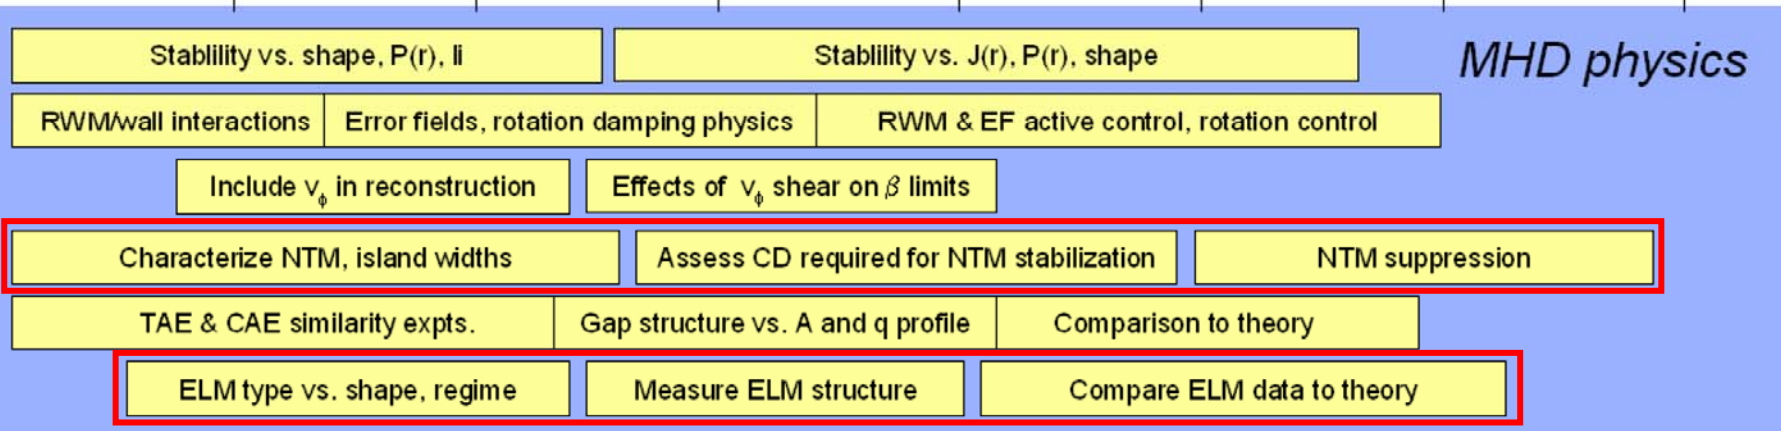 Stablility vs. shape, P(r), li
Stablility vs. J(r), P(r), shape
MHD physics
RWM/wall interactions
Error fields, rotation damping physics
RWM & EF active control, rotation control
Include vϕ in reconstruction
Effects of vϕ shear on β limits
Characterize NTM, island widths
Assess CD required for NTM stabilization
NTM suppression
TAE & CAE similarity expts.
Gap structure vs. A and q profile
Comparison to theory
ELM type vs. shape, regime
Measure ELM structure
Compare ELM data to theory